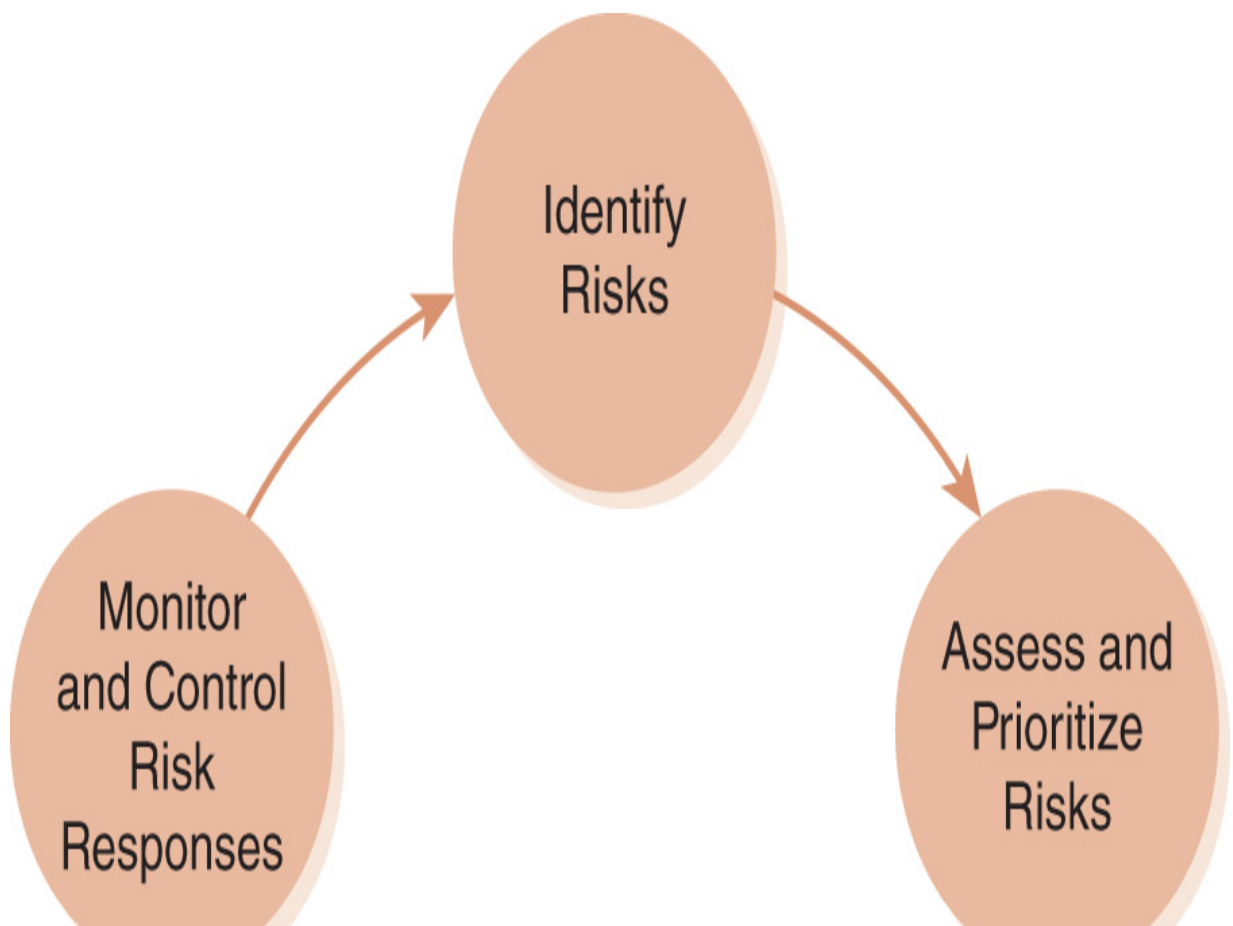 Identify
Risks
Monitor
and Control
Risk
Responses
Assess and
Prioritize
Risks